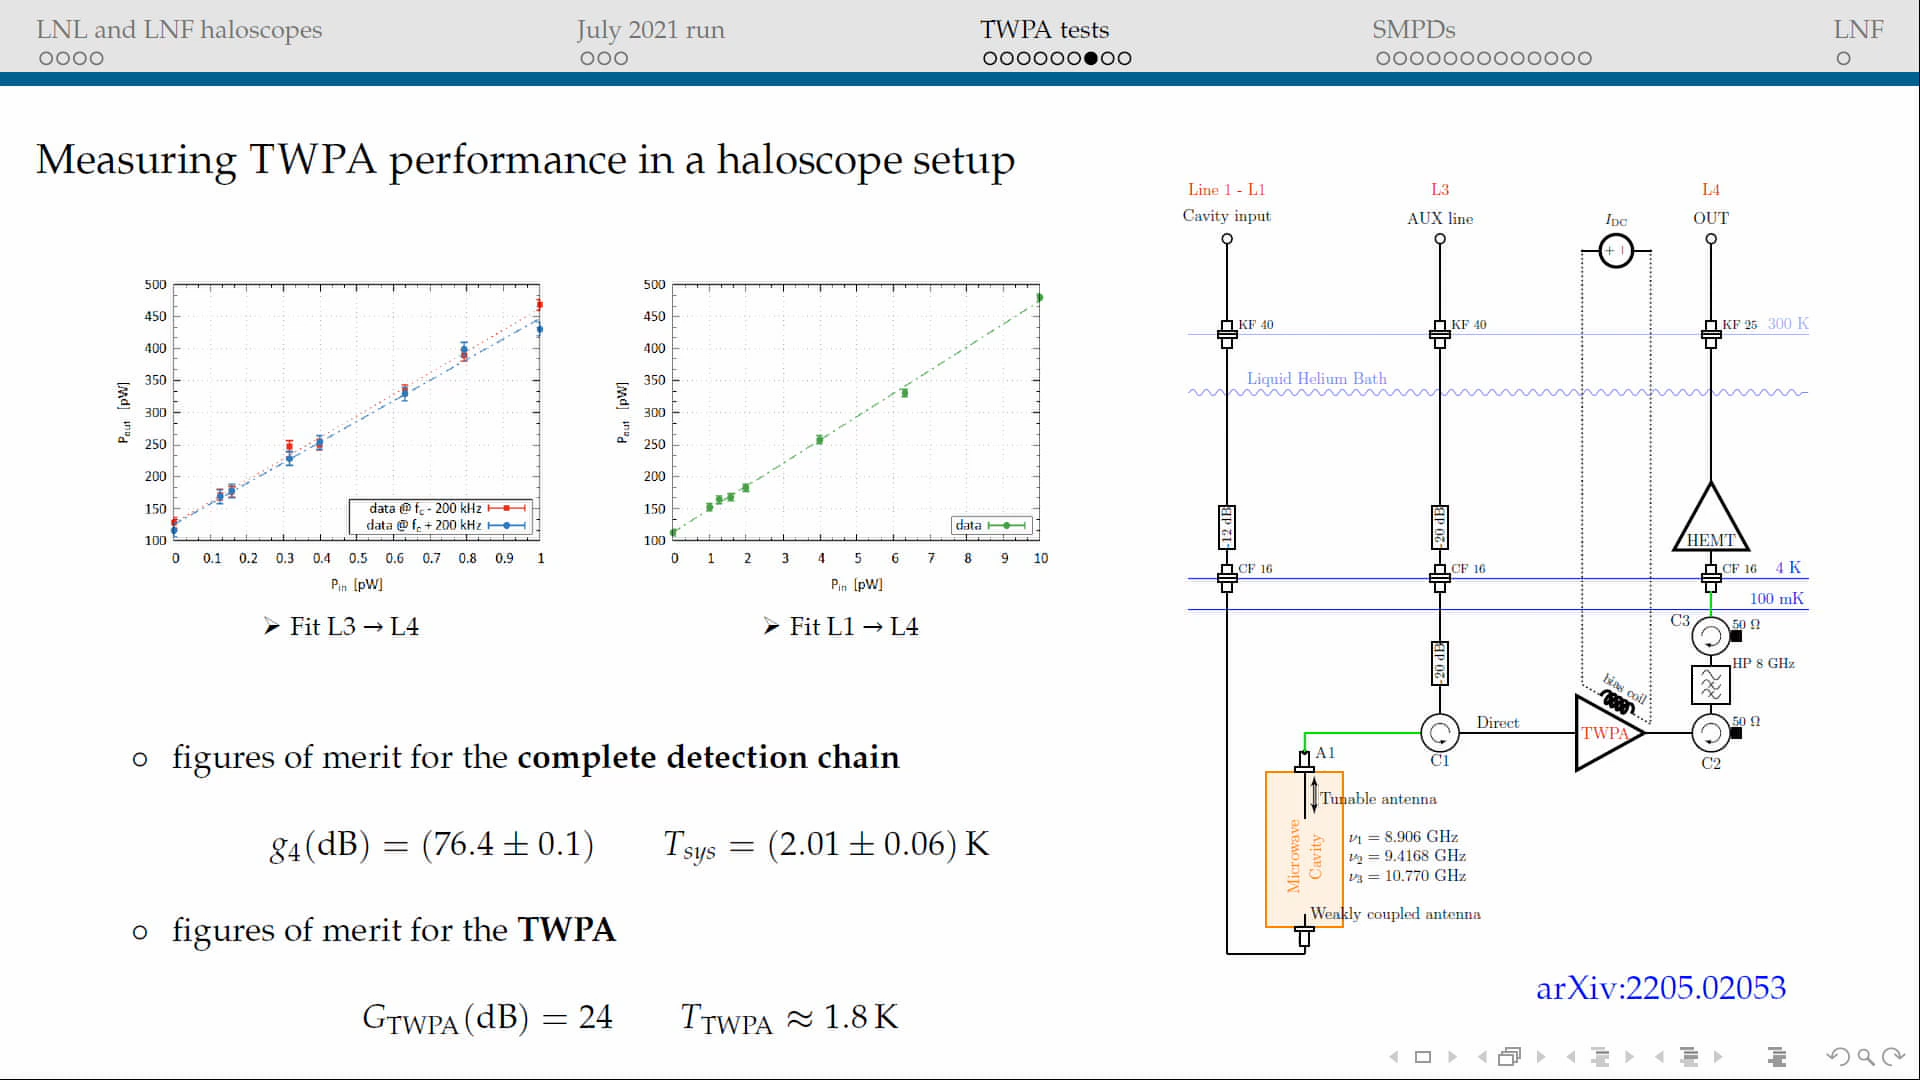 LNL and LNF haloscopes
July 2021 run
TWPA tests
SMPDs
LNF
Measuring TWPA performance in a haloscope setup
500
450
400
350
300
250
200
150
100
P_out [pW]
data @ f_c - 200 kHz
data @ f_c + 200 kHz
0 0.1 0.2 0.3 0.4 0.5 0.6 0.7 0.8 0.9 1
P_in [pW]
➢ Fit L3 → L4
500
450
400
350
300
250
200
150
100
P_out [pW]
data
0 1 2 3 4 5 6 7 8 9 10
P_in [pW]
➢ Fit L1 → L4
○ figures of merit for the complete detection chain
g_4(dB) = (76.4 ± 0.1) T_sys = (2.01 ± 0.06) K
○ figures of merit for the TWPA
G_TWPA(dB) = 24 T_TWPA ≈ 1.8 K
Line 1 - L1
Cavity input
L3
AUX line
I_DC
+
L4
OUT
KF 40
KF 40
KF 25
300 K
Liquid Helium Bath
-12 dB
-20 dB
HEMT
CF 16
CF 16
CF 16
4 K
100 mK
C3
50 Ω
HP 8 GHz
-20 dB
bias coil
Direct
TWPA
50 Ω
C1
C2
A1
Tunable antenna
Microwave
Cavity
ν_1 = 8.906 GHz
ν_2 = 9.4168 GHz
ν_3 = 10.770 GHz
Weakly coupled antenna
arXiv:2205.02053